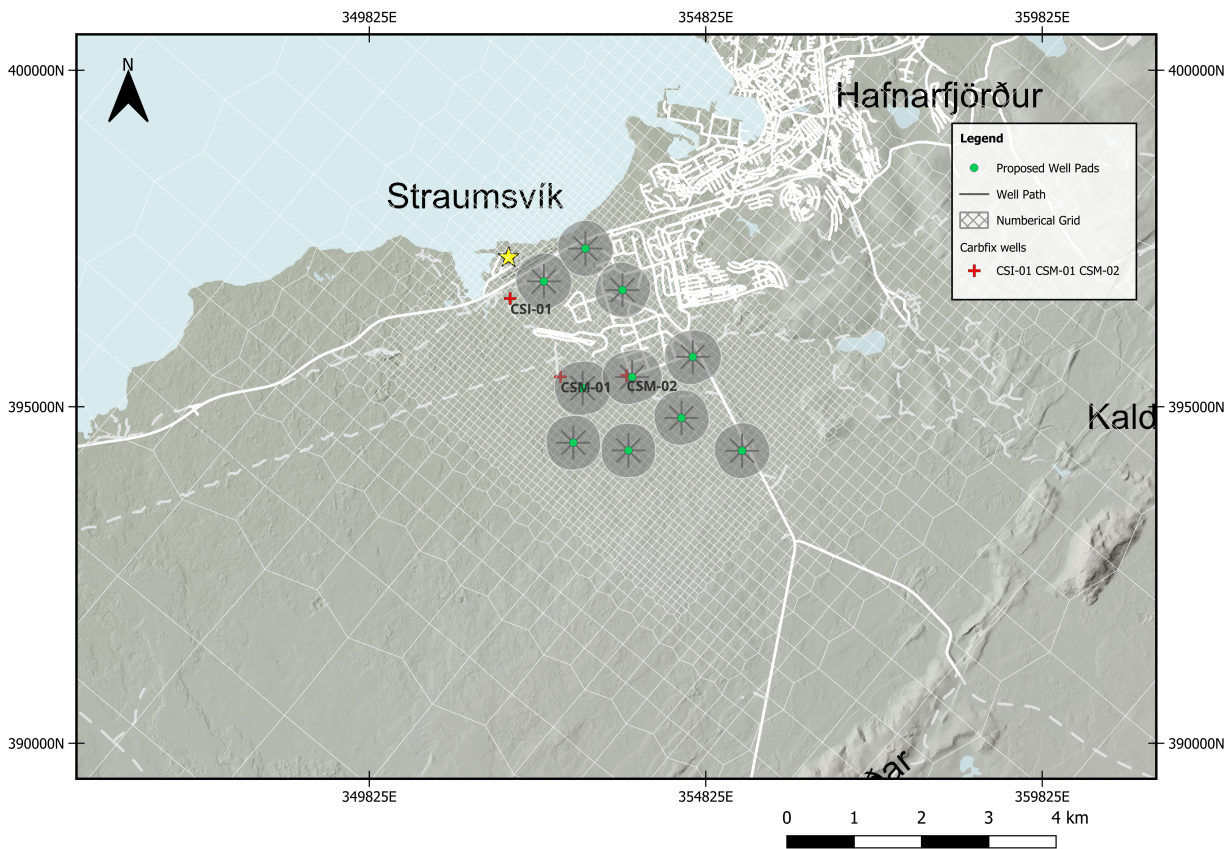 349825E 354825E 359825E
400000N 400000N
N
Hafnarfjörður
Legend
Proposed Well Pads
Straumsvík
Well Path
Numberical Grid
Carbfix wells
CSI-01 CSM-01 CSM-02
CSI-01
CSM-01 CSM-02
395000N 395000N
Kald
390000N 390000N
ðar
349825E 354825E 359825E
0 1 2 3 4 km